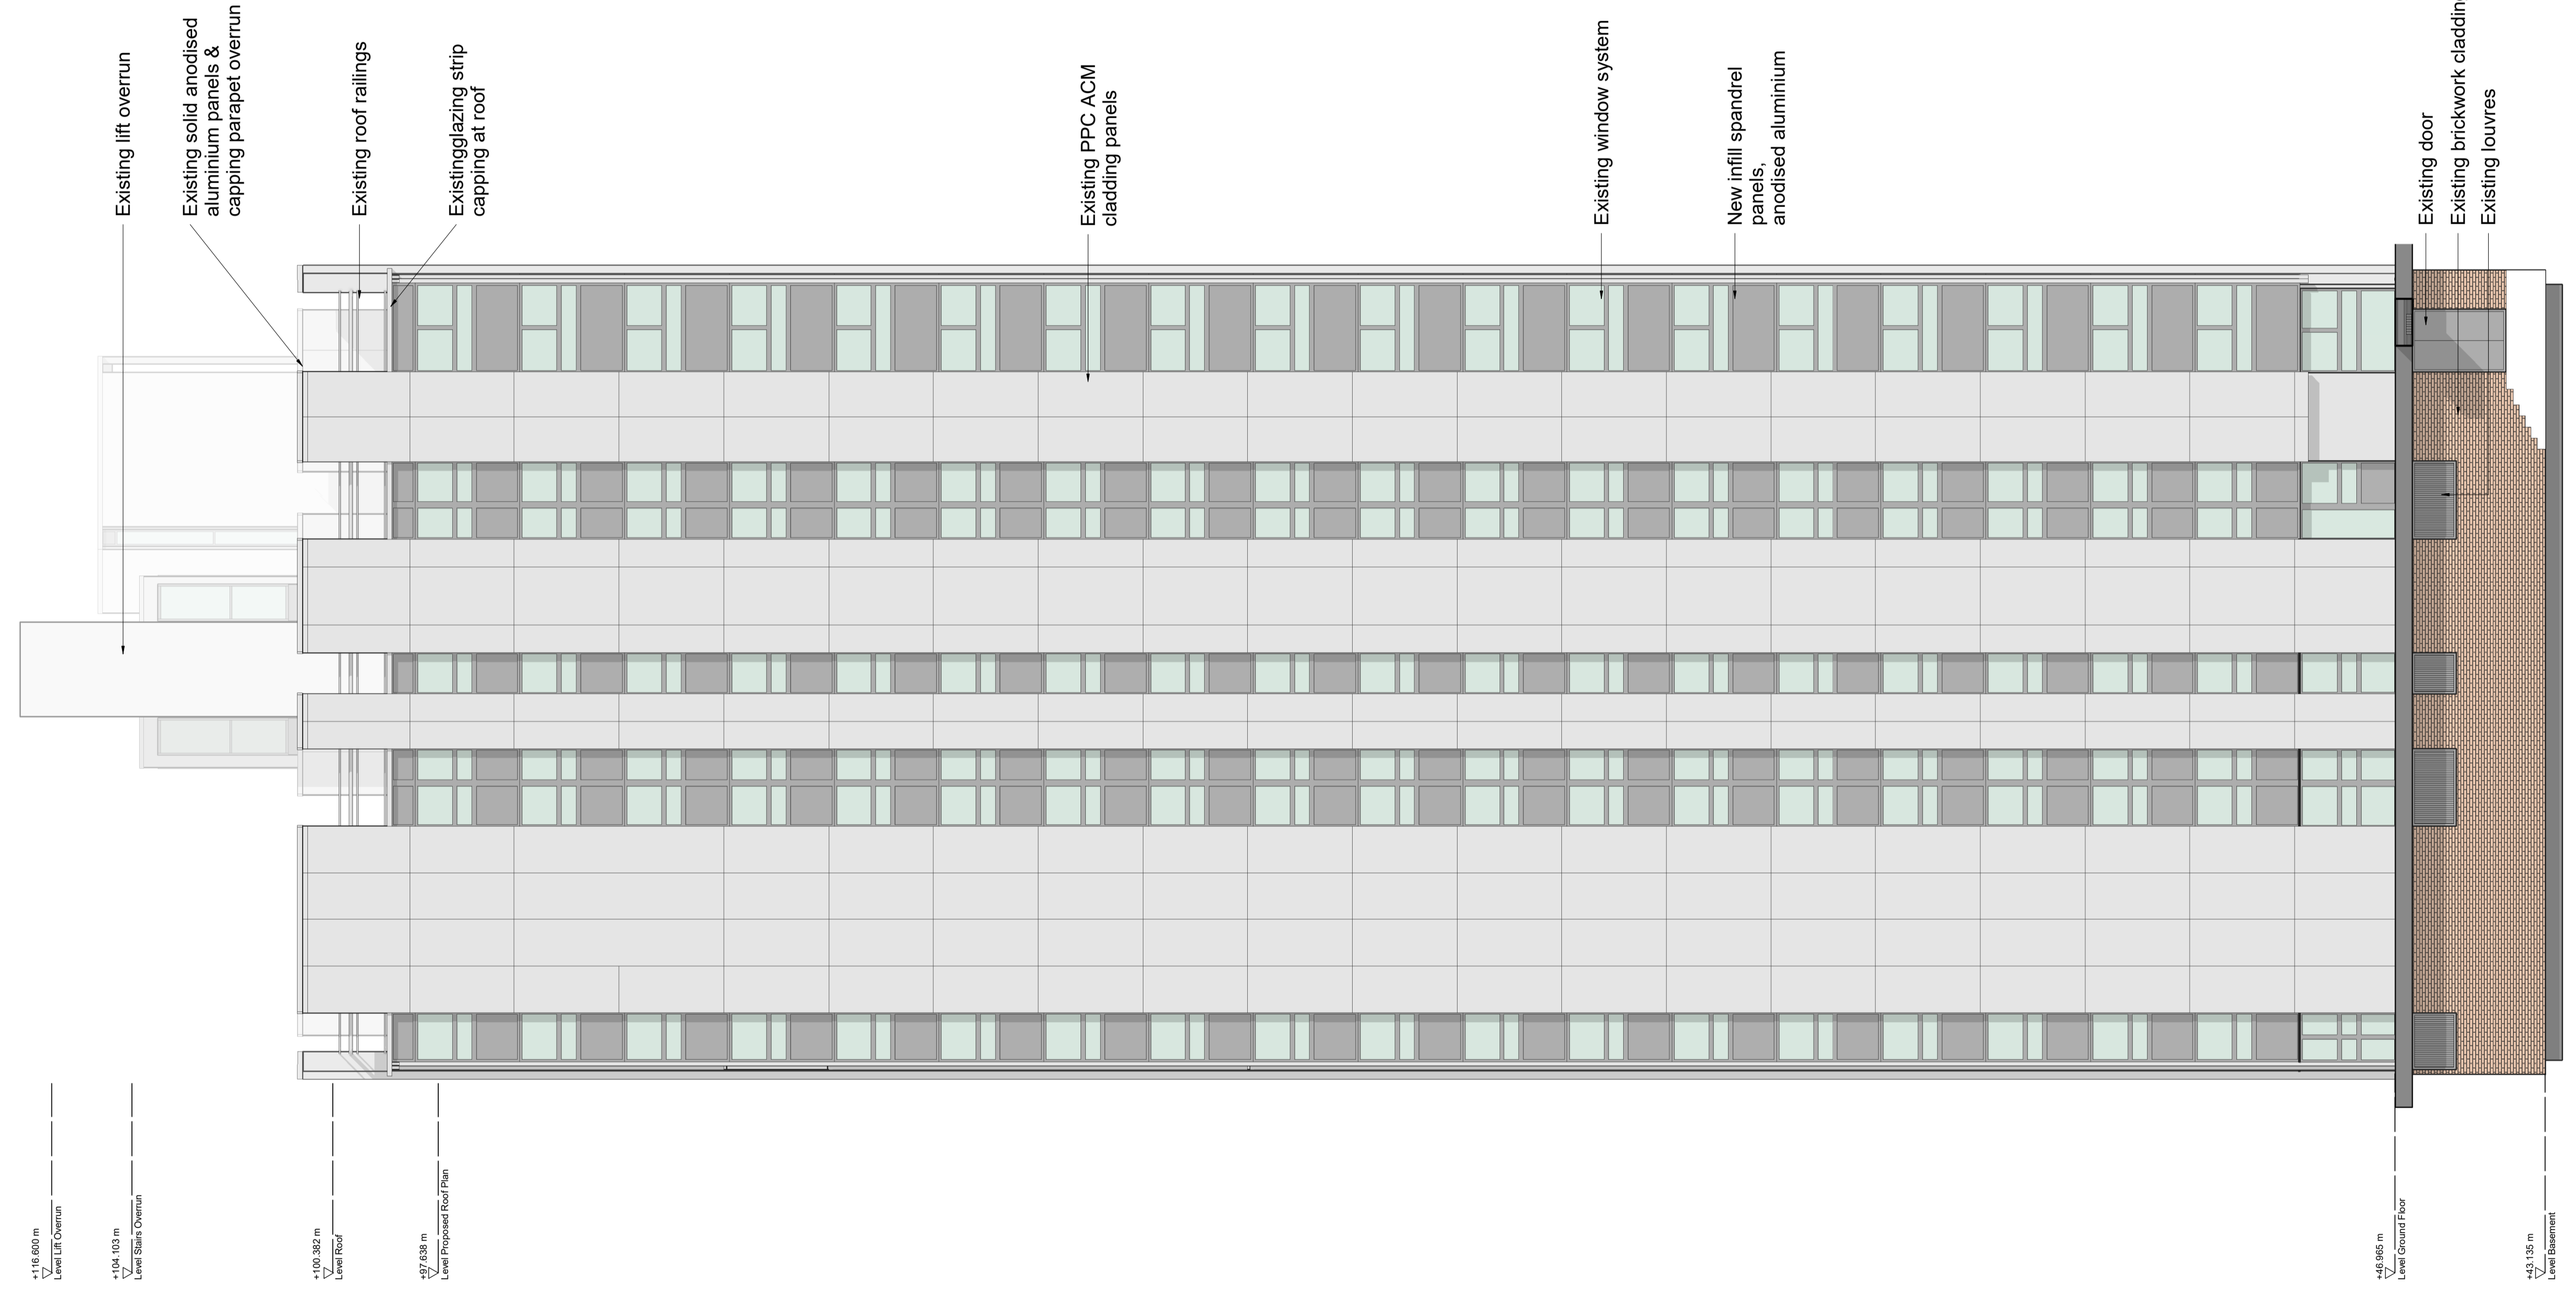 Existing lift overrun
Existing solid anodised
aluminium panels &
capping parapet overrun
Existing roof railings
Existingglazing strip
capping at roof
Existing PPC ACM
cladding panels
Existing window system
New infill spandrel
panels,
anodised aluminium
Existing door
Existing brickwork cladding
Existing louvres
+116.600 m
Level Lift Overrun
+104.103 m
Level Stairs Overrun
+100.382 m
Level Roof
+97.638 m
Level Proposed Roof Plan
+46.965 m
Level Ground Floor
+43.135 m
Level Basement